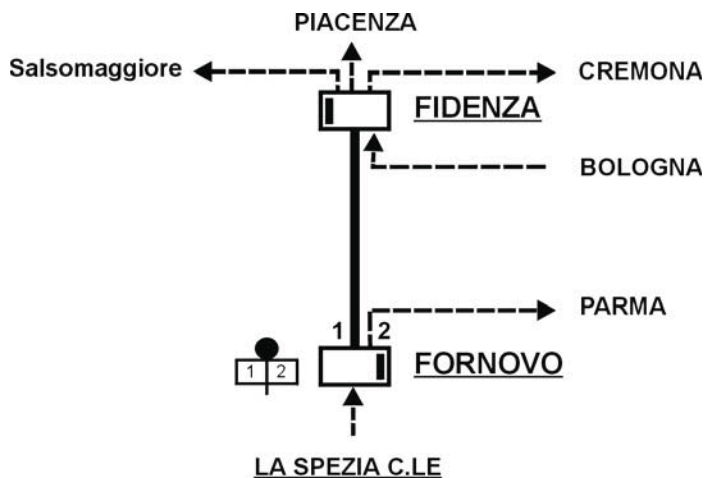 PIACENZA
Salsomaggiore
CREMONA
FIDENZA
BOLOGNA
PARMA
1 2
1 2
FORNOVO
LA SPEZIA C.LE